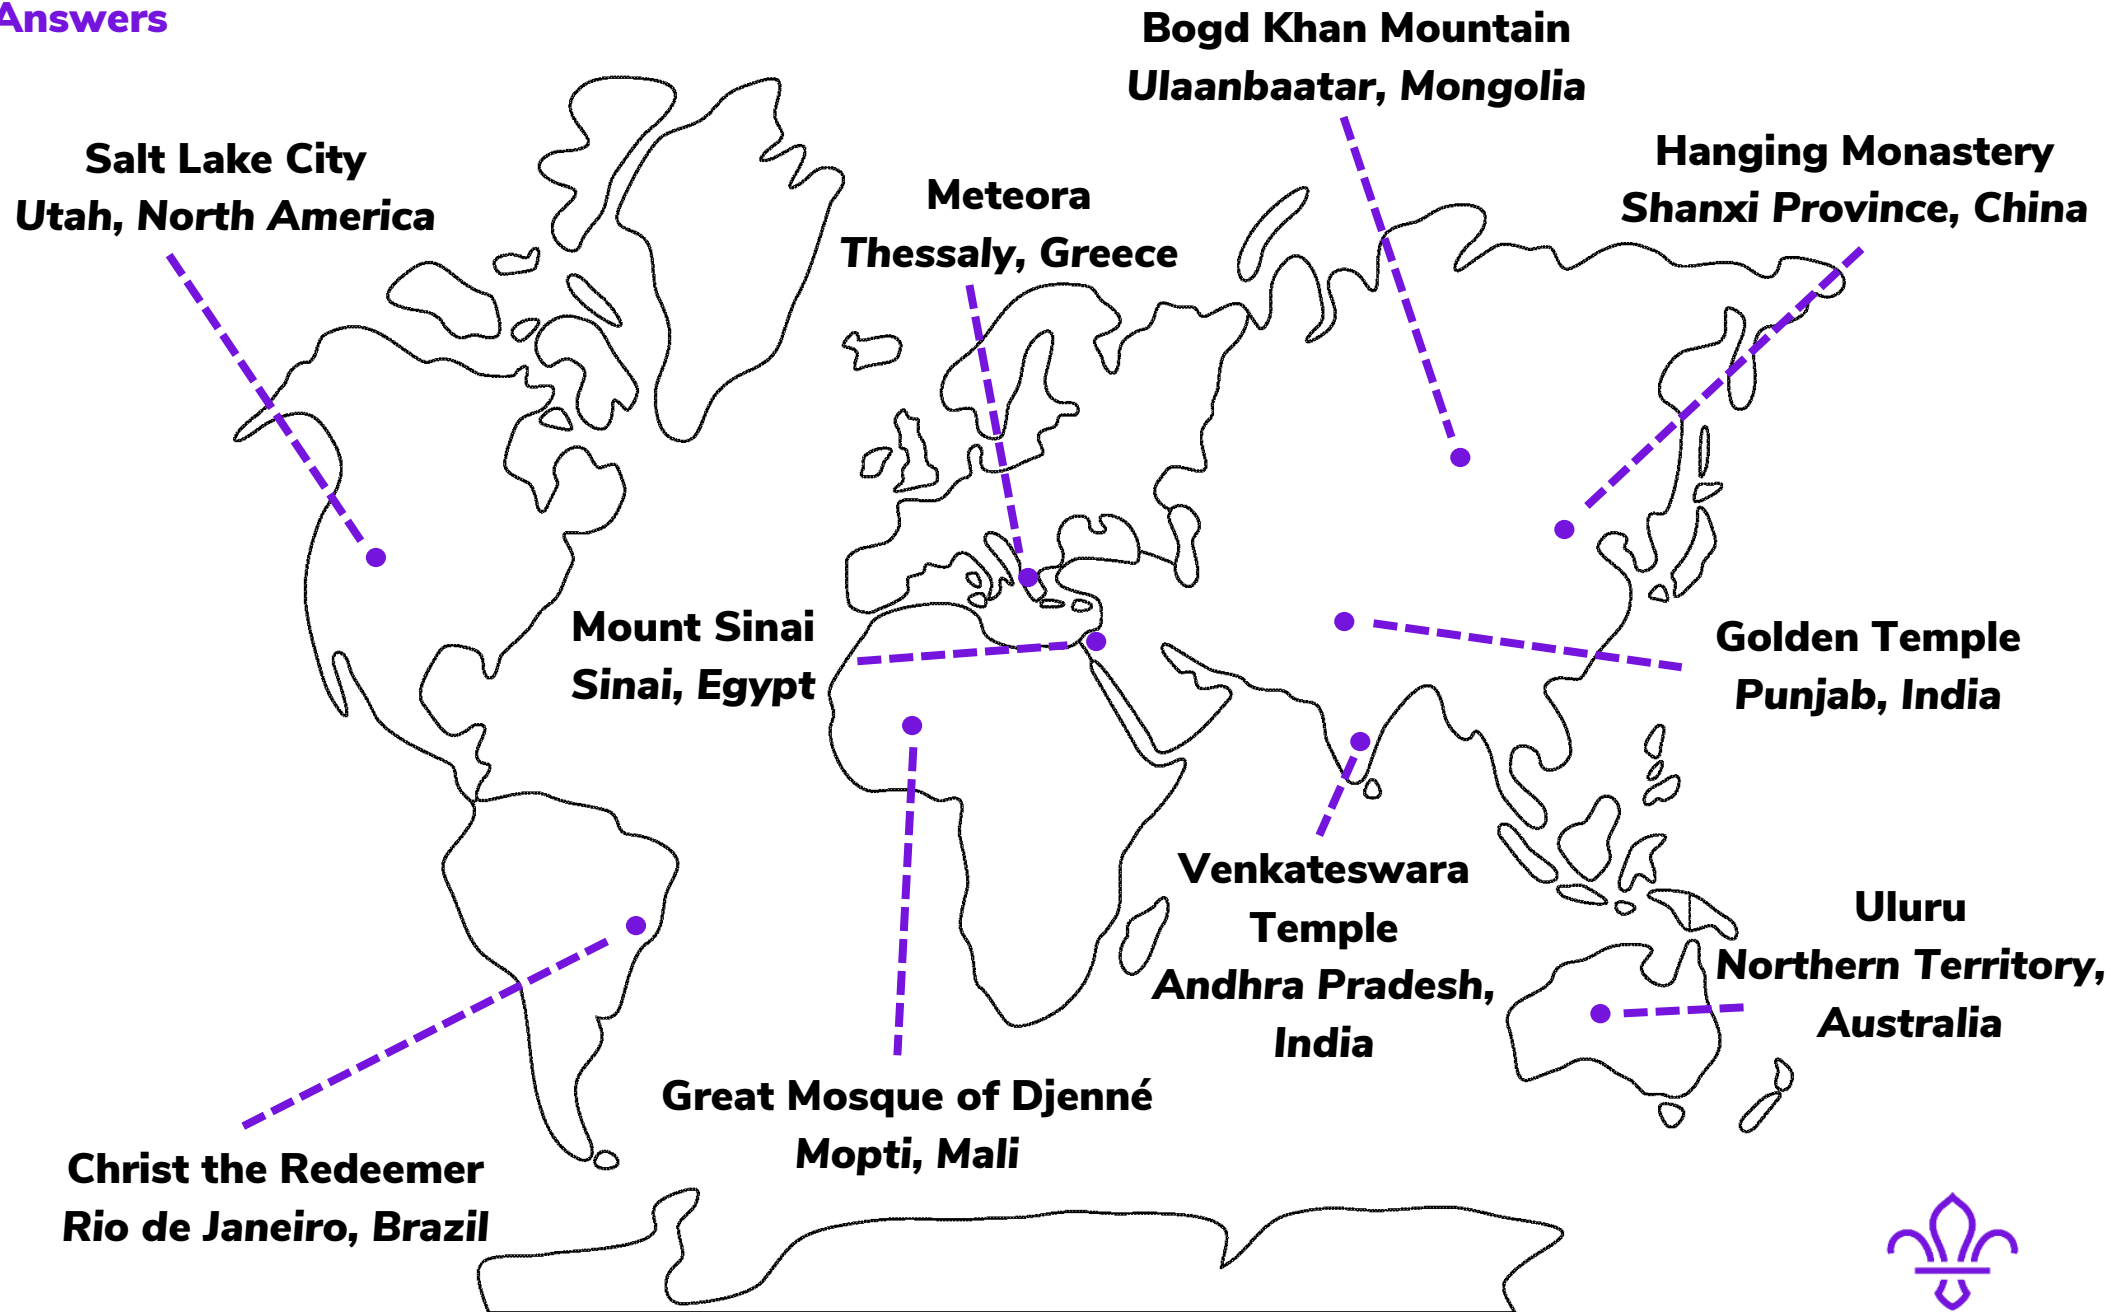 Answers
Bogd Khan Mountain
Ulaanbaatar, Mongolia
Salt Lake City
Utah, North America
Hanging Monastery
Shanxi Province, China
Meteora
Thessaly, Greece
Mount Sinai
Sinai, Egypt
Golden Temple
Punjab, India
Venkateswara
Temple
Andhra Pradesh,
India
Uluru
Northern Territory,
Australia
Great Mosque of Djenné
Mopti, Mali
Christ the Redeemer
Rio de Janeiro, Brazil